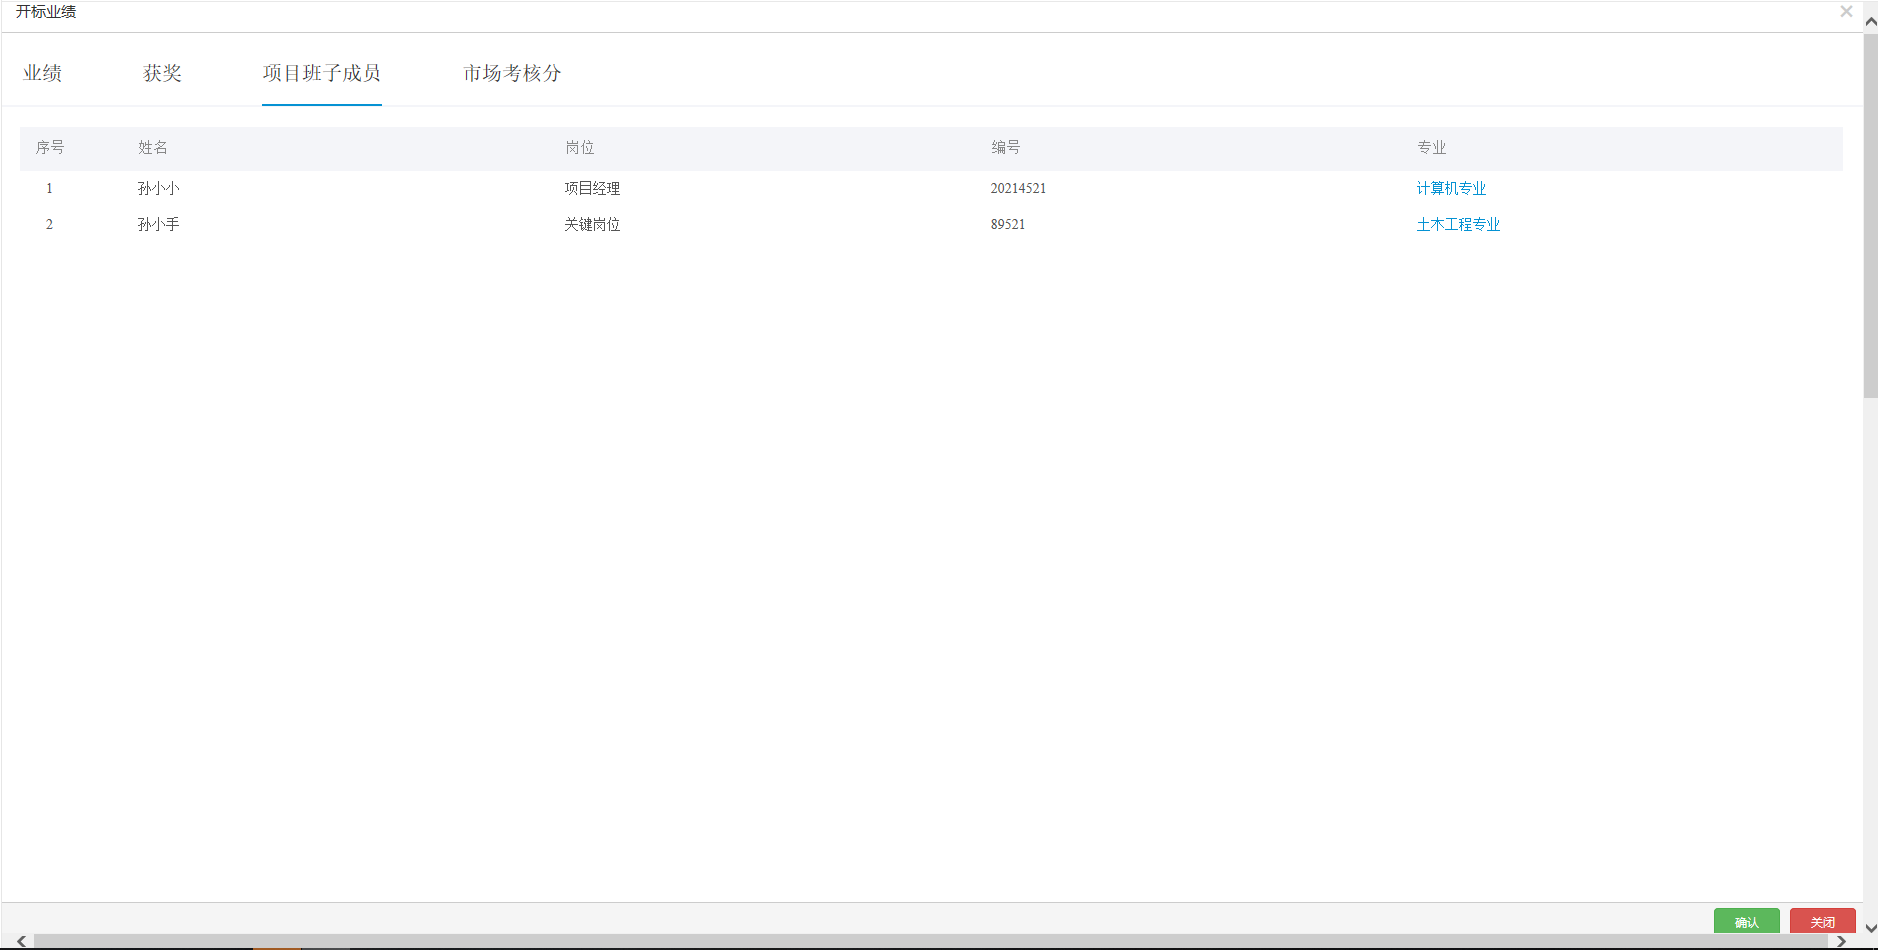 开标业绩
业绩 获奖 项目班子成员 市场考核分
序号 姓名 岗位 编号 专业
1 孙小小 项目经理 20214521 计算机专业
2 孙小手 关键岗位 89521 土木工程专业
确认 关闭